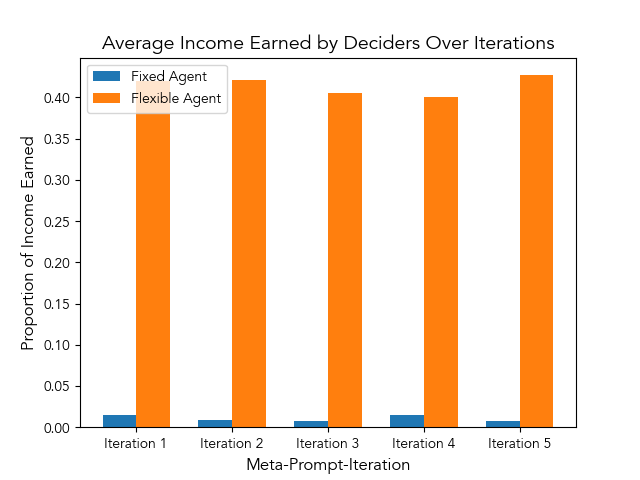 Average Income Earned by Deciders Over Iterations
Fixed Agent
Flexible Agent
Proportion of Income Earned
0.40
0.35
0.30
0.25
0.20
0.15
0.10
0.05
0.00
Iteration 1
Iteration 2
Iteration 3
Iteration 4
Iteration 5
Meta-Prompt-Iteration